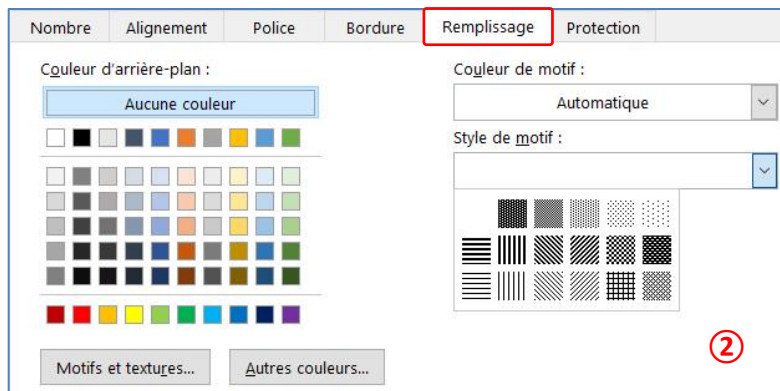 Nombre Alignement Police Bordure Remplissage Protection
Couleur d'arrière-plan :
Aucune couleur
Couleur de motif :
Automatique
Style de motif :
Motifs et textures... Autres couleurs...
②